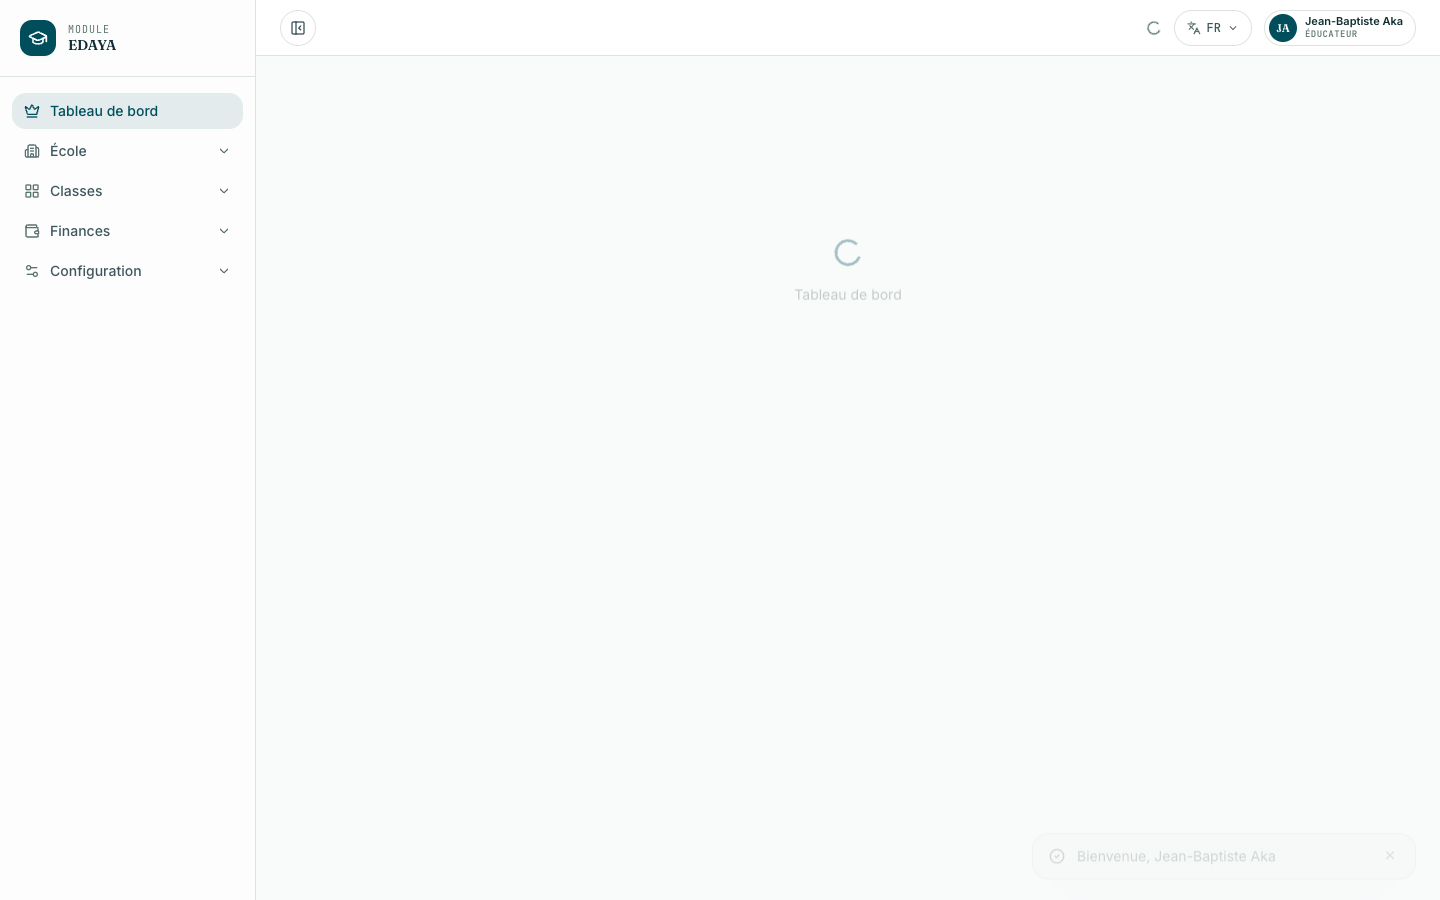 MODULE
EDAYA
Tableau de bord
École
Classes
Finances
Configuration
FR
JA
Jean-Baptiste Aka
ÉDUCATEUR
Tableau de bord
Bienvenue, Jean-Baptiste Aka